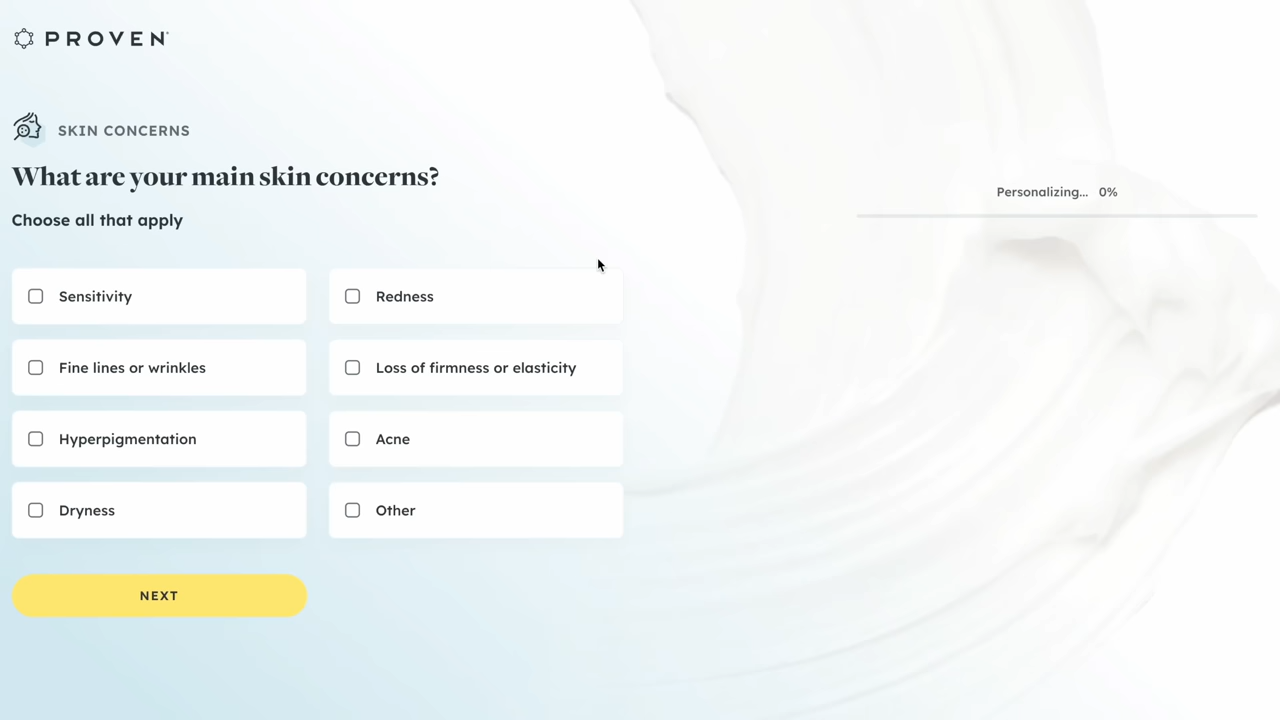 PROVEN
SKIN CONCERNS
What are your main skin concerns?
Choose all that apply
Personalizing... 0%
Sensitivity
Redness
Fine lines or wrinkles
Loss of firmness or elasticity
Hyperpigmentation
Acne
Dryness
Other
NEXT